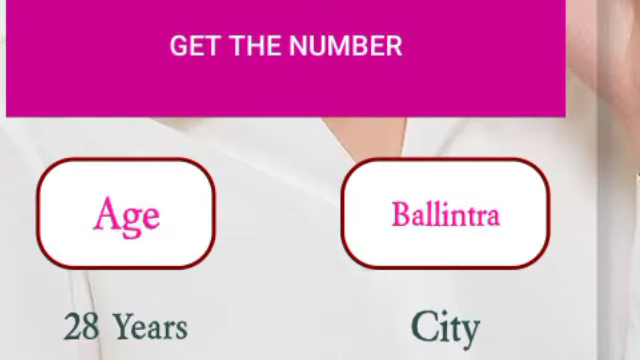 GET THE NUMBER
Age
Ballintra
28 Years
City